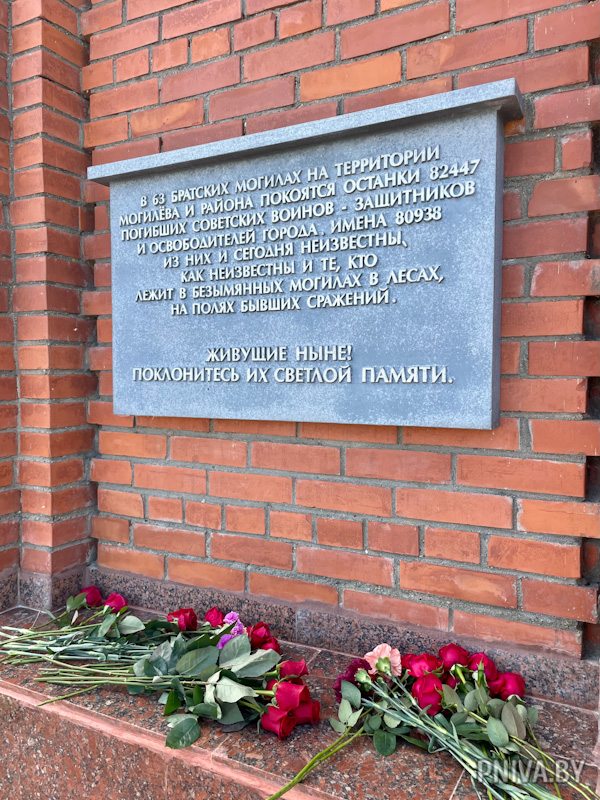 В 63 БРАТСКИХ МОГИЛАХ НА ТЕРРИТОРИИ
МОГИЛЁВА И РАЙОНА ПОКОЯТСЯ ОСТАНКИ 82447
ПОГИБШИХ СОВЕТСКИХ ВОИНОВ - ЗАЩИТНИКОВ
И ОСВОБОДИТЕЛЕЙ ГОРОДА. ИМЕНА 80938
ИЗ НИХ И СЕГОДНЯ НЕИЗВЕСТНЫ,
КАК НЕИЗВЕСТНЫ И ТЕ, КТО
ЛЕЖИТ В БЕЗЫМЯННЫХ МОГИЛАХ В ЛЕСАХ,
НА ПОЛЯХ БЫВШИХ СРАЖЕНИЙ.
ЖИВУЩИЕ НЫНЕ!
ПОКЛОНИТЕСЬ ИХ СВЕТЛОЙ ПАМЯТИ.
PNIVA.BY